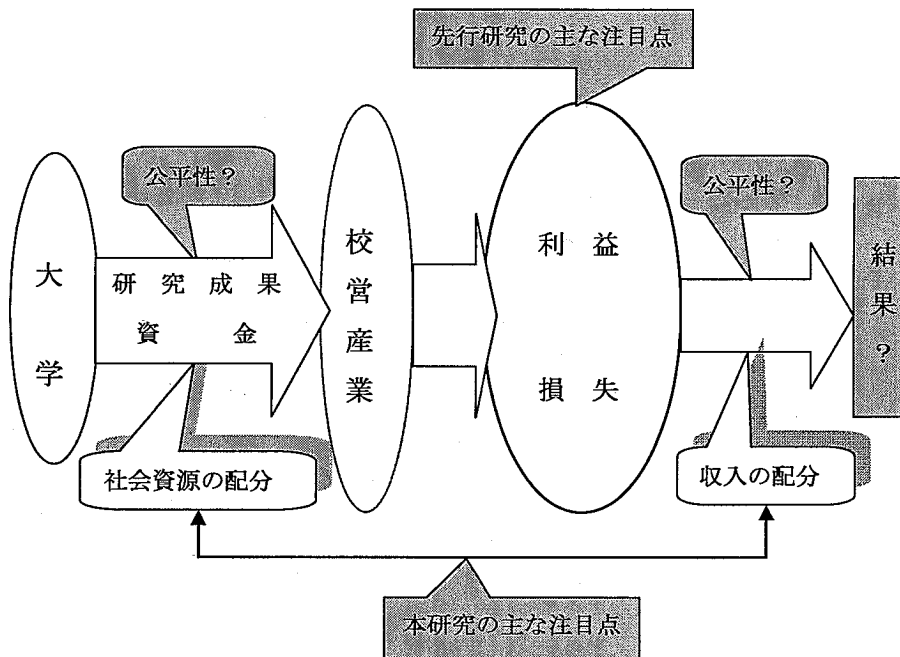 先行研究の主な注目点
公平性？
公平性？
大学
研究成果
資金
校営産業
利益
損失
結果？
社会資源の配分
収入の配分
本研究の主な注目点